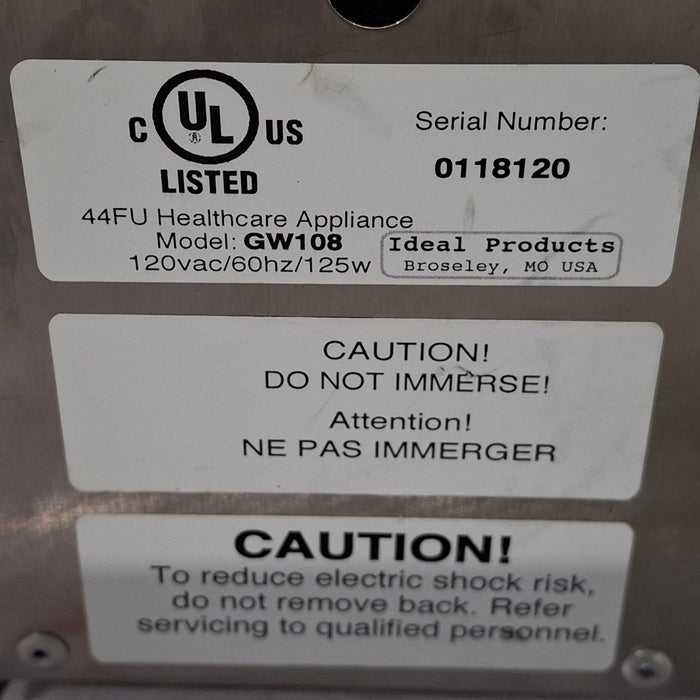 C UL US
®
LISTED
44FU Healthcare Appliance
Model: GW108
120vac/60hz/125w
Serial Number:
0118120
Ideal Products
Broseley, MO USA
CAUTION!
DO NOT IMMERSE!
Attention!
NE PAS IMMERGER
CAUTION!
To reduce electric shock risk,
do not remove back. Refer
servicing to qualified personnel.